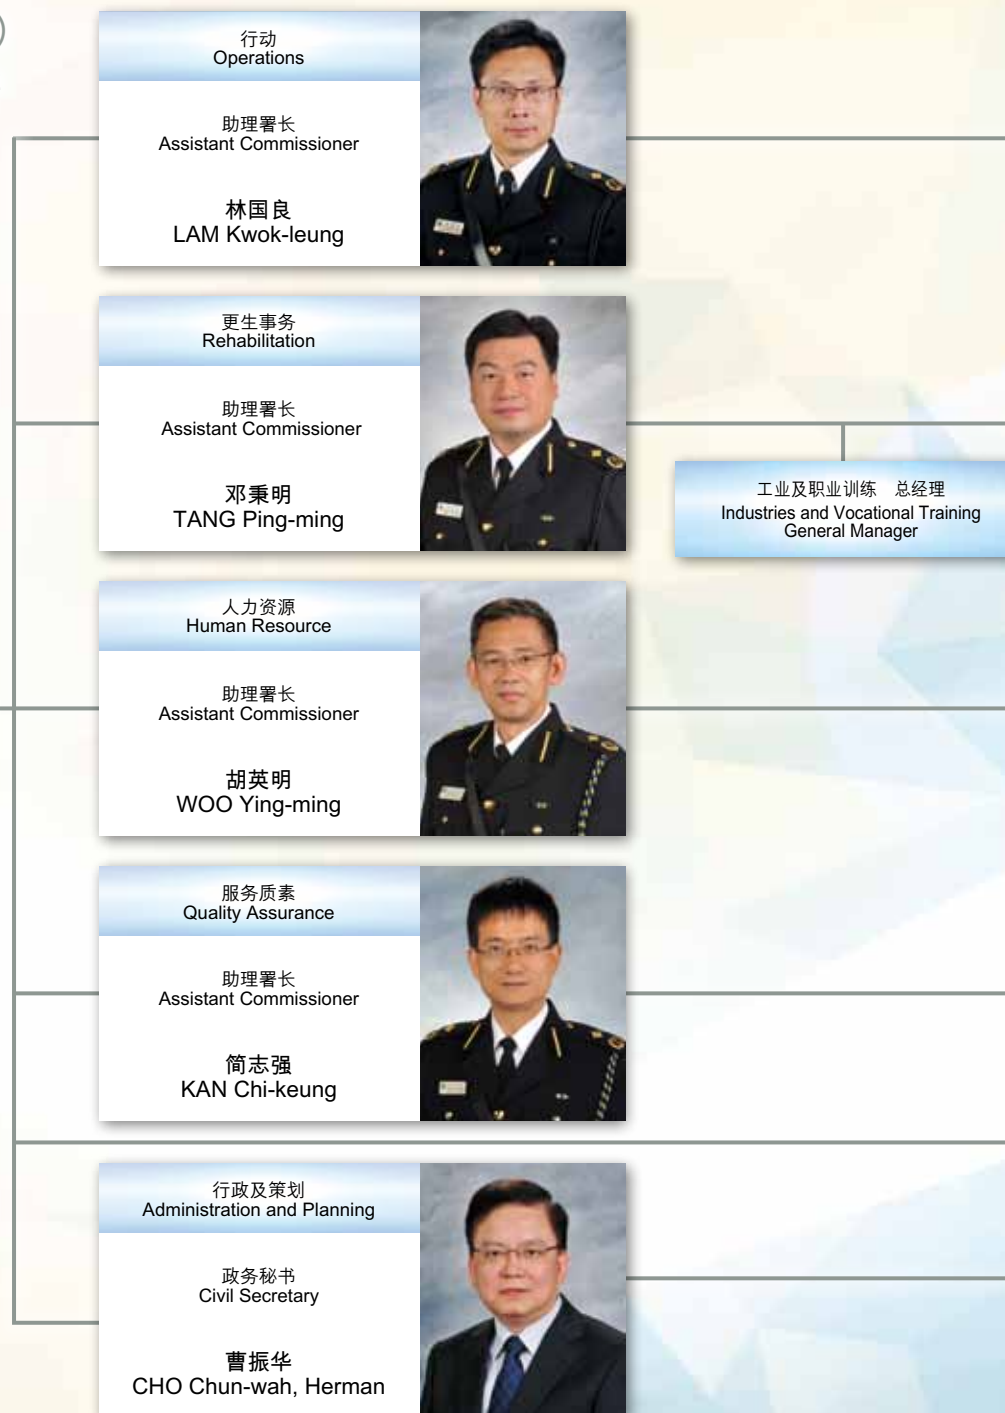 行动
Operations
助理署长
Assistant Commissioner
林国良
LAM Kwok-leung
更生事务
Rehabilitation
助理署长
Assistant Commissioner
邓秉明
TANG Ping-ming
工业及职业训练　总经理
Industries and Vocational Training
General Manager
人力资源
Human Resource
助理署长
Assistant Commissioner
胡英明
WOO Ying-ming
服务质素
Quality Assurance
助理署长
Assistant Commissioner
简志强
KAN Chi-keung
行政及策划
Administration and Planning
政务秘书
Civil Secretary
曹振华
CHO Chun-wah, Herman